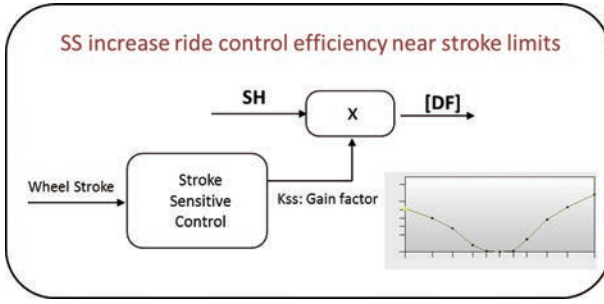 SS increase ride control efficiency near stroke limits
SH
X
[DF]
Wheel Stroke
Stroke
Sensitive
Control
Kss: Gain factor